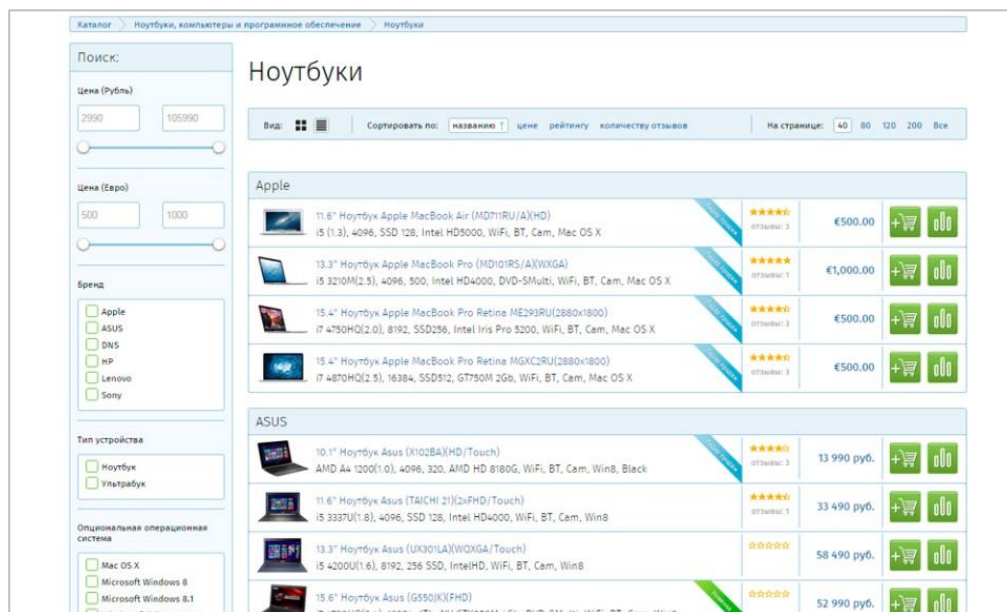 Каталог Ноутбуки, компьютеры и программное обеспечение Ноутбуки
Поиск:
Цена (Рубль)
2990 105990
Цена (Евро)
500 1000
Бренд
Apple
ASUS
DNS
HP
Lenovo
Sony
Тип устройства
Ноутбук
Ультрабук
Опциональная операционная
система
Mac OS X
Microsoft Windows 8
Microsoft Windows 8.1
Ноутбуки
Вид: Сортировать по: названию ↑ цене рейтингу количеству отзывов На странице: 40 80 120 200 Все
Apple
11.6" Ноутбук Apple MacBook Air (MD711RU/A)(HD)
i5 (1.3), 4096, SSD 128, Intel HD5000, WiFi, BT, Cam, Mac OS X
отзывы: 3
€500.00
13.3" Ноутбук Apple MacBook Pro (MD101RS/A)(WXGA)
i5 3210M(2.5), 4096, 500, Intel HD4000, DVD-SMulti, WiFi, BT, Cam, Mac OS X
отзывы: 1
€1,000.00
15.4" Ноутбук Apple MacBook Pro Retina ME293RU(2880x1800)
i7 4750HQ(2.0), 8192, SSD256, Intel Iris Pro 5200, WiFi, BT, Cam, Mac OS X
отзывы: 3
€500.00
15.4" Ноутбук Apple MacBook Pro Retina MGXC2RU(2880x1800)
i7 4870HQ(2.5), 16384, SSD512, GT750M 2Gb, WiFi, BT, Cam, Mac OS X
отзывы: 3
€500.00
ASUS
10.1" Ноутбук Asus (X102BA)(HD/Touch)
AMD A4 1200(1.0), 4096, 320, AMD HD 8180G, WiFi, BT, Cam, Win8, Black
отзывы: 3
13 990 руб.
11.6" Ноутбук Asus (TAICHI 21)(2xFHD/Touch)
i5 3337U(1.8), 4096, SSD 128, Intel HD4000, WiFi, BT, Cam, Win8
отзывы: 1
33 490 руб.
13.3" Ноутбук Asus (UX301LA)(WQXGA/Touch)
i5 4200U(1.6), 8192, 256 SSD, IntelHD, WiFi, BT, Cam, Win8
58 490 руб.
15.6" Ноутбук Asus (G550JK)(FHD)
52 990 руб.